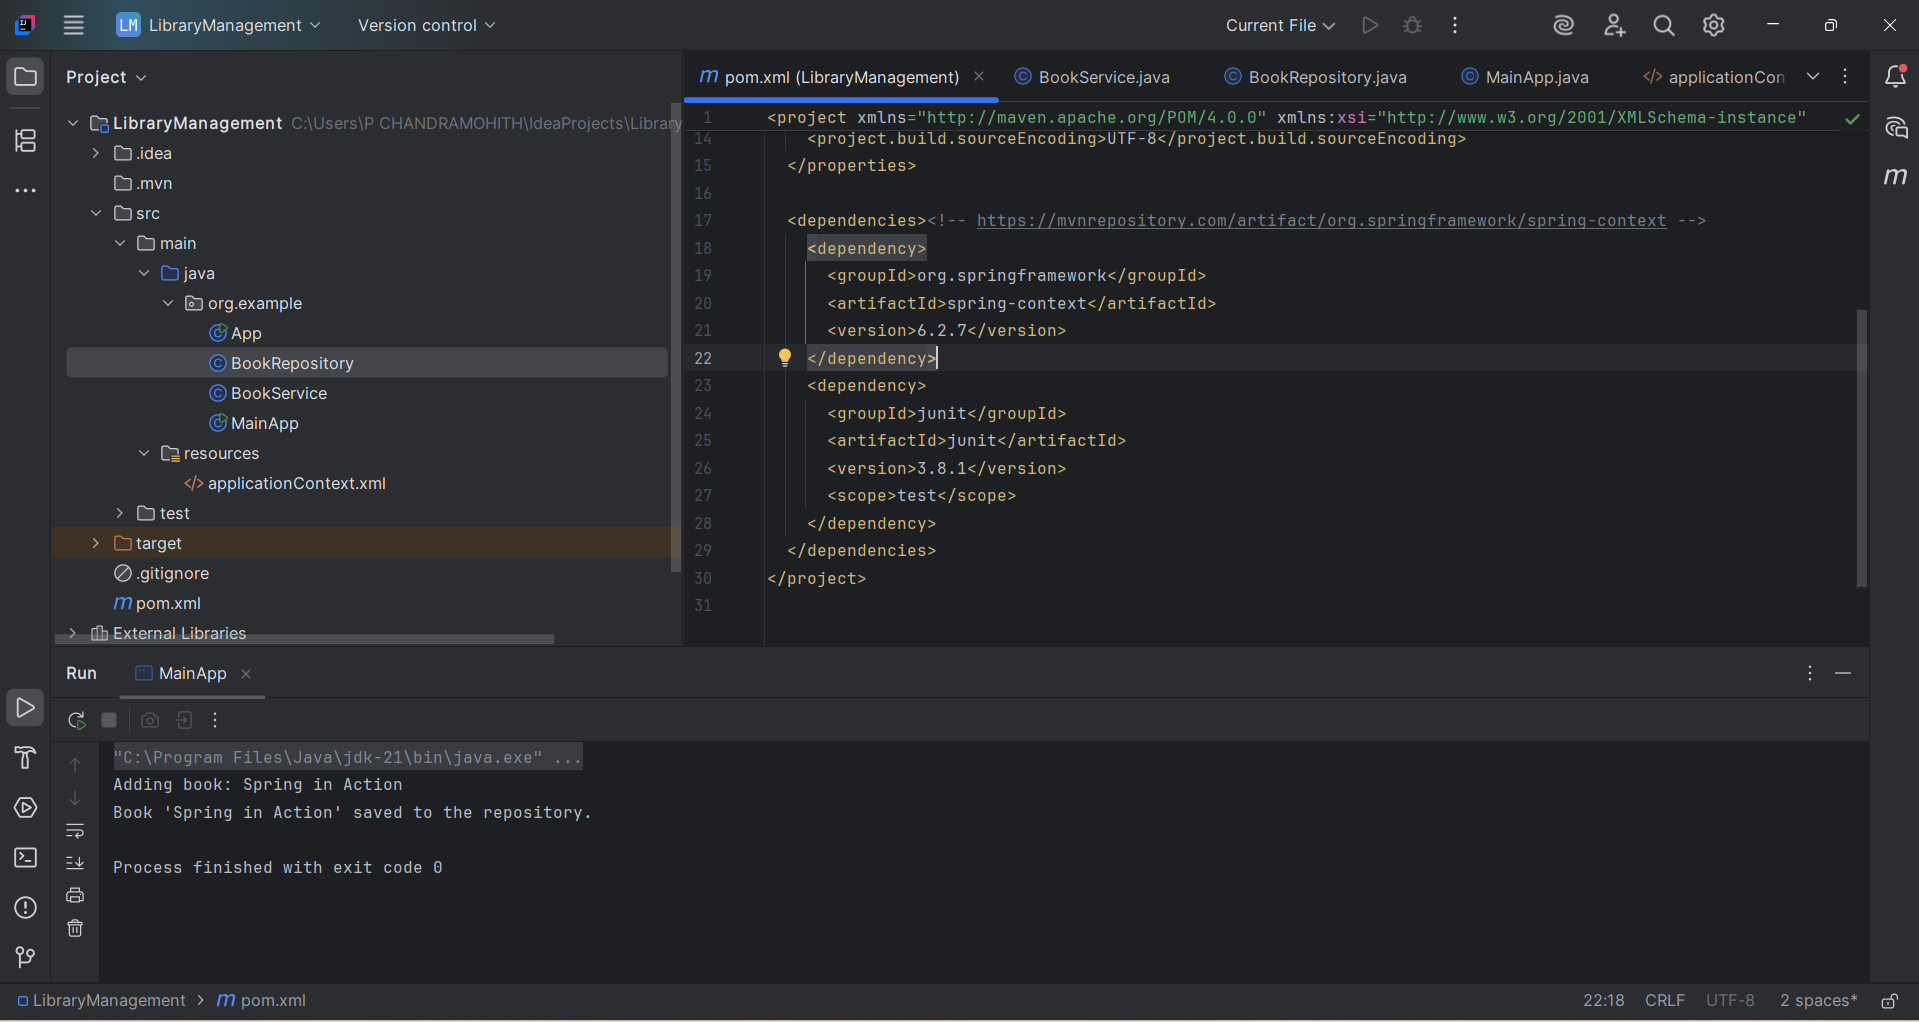 LM LibraryManagement Version control Current File
Project
LibraryManagement C:\Users\P CHANDRAMOHITH\IdeaProjects\Library
.idea
.mvn
src
main
java
org.example
App
BookRepository
BookService
MainApp
resources
applicationContext.xml
test
target
.gitignore
m pom.xml
External Libraries
m pom.xml (LibraryManagement) BookService.java BookRepository.java MainApp.java applicationCon
1 <project xmlns="http://maven.apache.org/POM/4.0.0" xmlns:xsi="http://www.w3.org/2001/XMLSchema-instance"
14 <project.build.sourceEncoding>UTF-8</project.build.sourceEncoding>
15 </properties>
16
17 <dependencies><!-- https://mvnrepository.com/artifact/org.springframework/spring-context -->
18 <dependency>
19 <groupId>org.springframework</groupId>
20 <artifactId>spring-context</artifactId>
21 <version>6.2.7</version>
22 </dependency>
23 <dependency>
24 <groupId>junit</groupId>
25 <artifactId>junit</artifactId>
26 <version>3.8.1</version>
27 <scope>test</scope>
28 </dependency>
29 </dependencies>
30 </project>
31
m
Run MainApp
"C:\Program Files\Java\jdk-21\bin\java.exe" ...
Adding book: Spring in Action
Book 'Spring in Action' saved to the repository.
Process finished with exit code 0
LibraryManagement > m pom.xml 22:18 CRLF UTF-8 2 spaces*